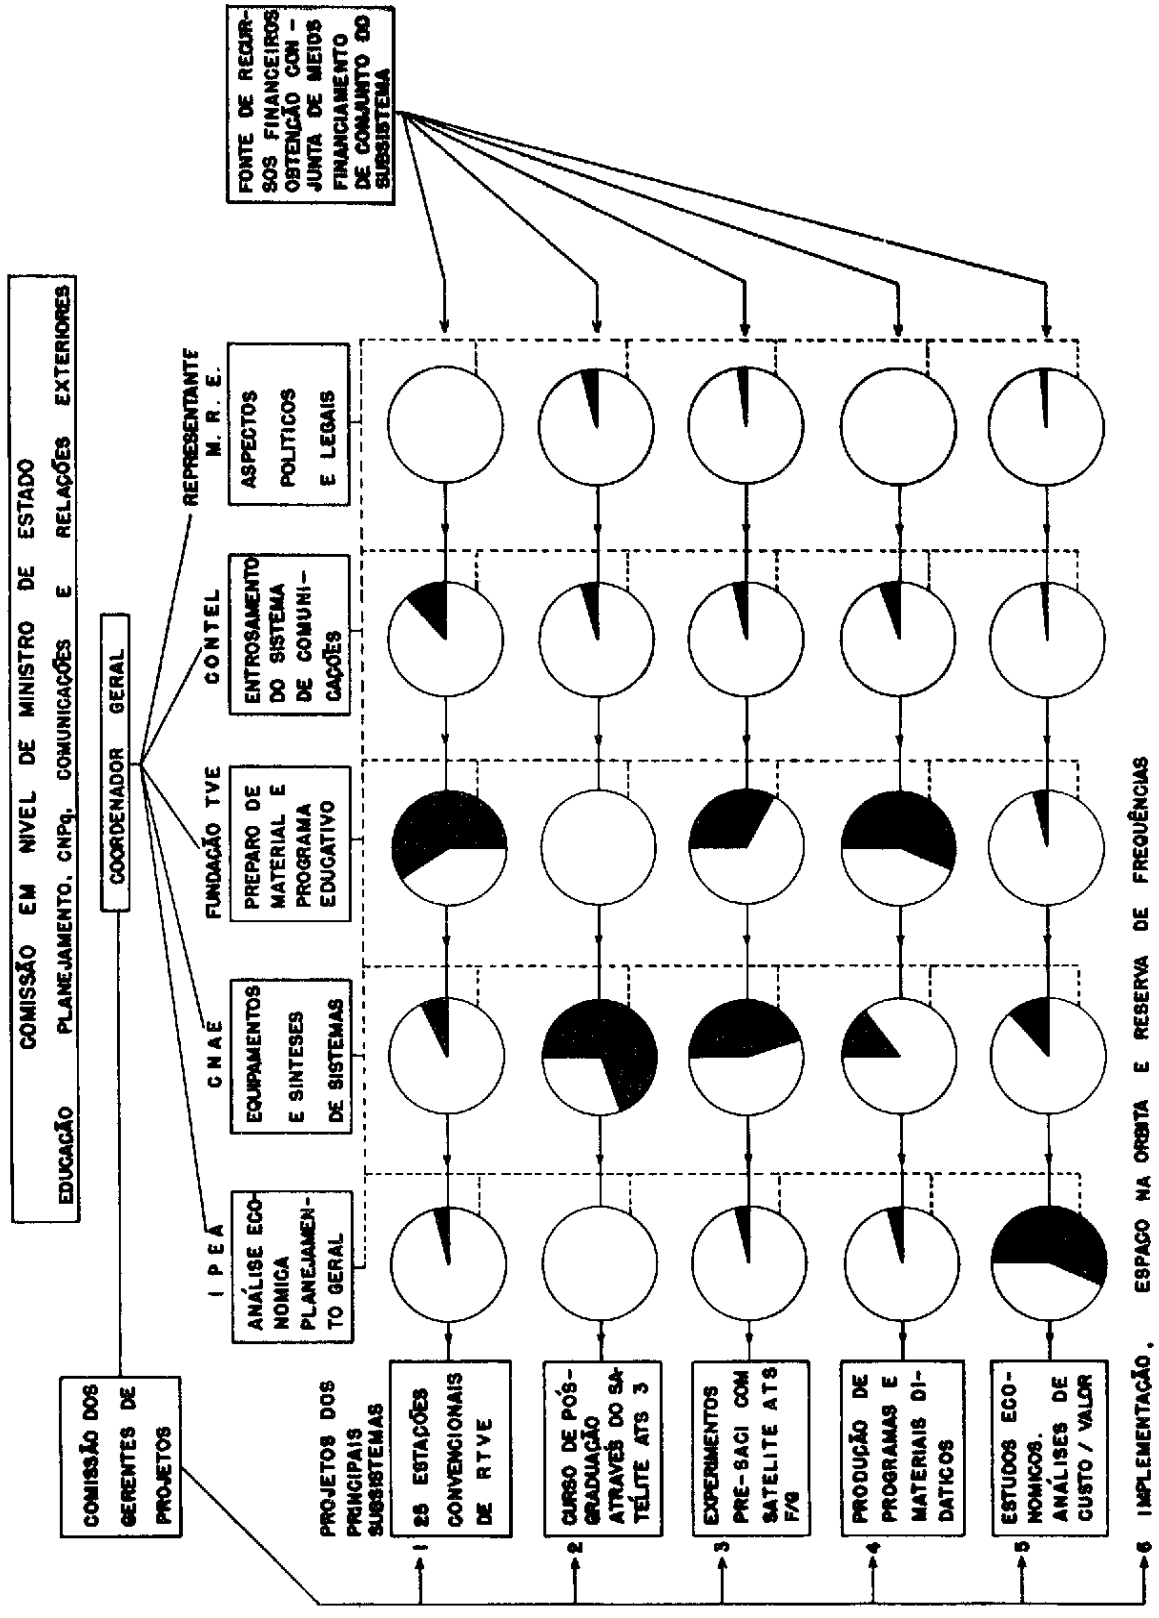 COMISSÃO EM NIVEL DE MINISTRO DE ESTADO
EDUCAÇÃO PLANEJAMENTO, CNPq, COMUNICAÇÕES E RELAÇÕES EXTERIORES
COORDENADOR GERAL
COMISSÃO DOS
GERENTES DE
PROJETOS
I P E A
ANÁLISE ECO-
NOMICA
PLANEJAMEN-
TO GERAL
CNAE
EQUIPAMENTOS
E SINTESES
DE SISTEMAS
FUNDAÇÃO TVE
PREPARO DE
MATERIAL E
PROGRAMA
EDUCATIVO
CONTEL
ENTROSAMENTO
DO SISTEMA
DE COMUNI-
CAÇÕES
REPRESENTANTE
M. R. E.
ASPECTOS
POLITICOS
E LEGAIS
FONTE DE RECUR-
SOS FINANCEIROS
OBTENÇÃO CON-
JUNTA DE MEIOS
FINANCIAMENTO
DE CONJUNTO DO
SUBSISTEMA
PROJETOS DOS
PRINCIPAIS
SUBSISTEMAS
1 25 ESTAÇÕES
CONVENCIONAIS
DE RTVE
2 CURSO DE PÓS-
GRADUAÇÃO
ATRAVÉS DO SA-
TÉLITE ATS 3
3 EXPERIMENTOS
PRE-SACI COM
SATELITE ATS
F/G
4 PRODUÇÃO DE
PROGRAMAS E
MATERIAIS DI-
DATICOS
5 ESTUDOS ECO-
NOMICOS.
ANÁLISES DE
CUSTO / VALOR
6 IMPLEMENTAÇÃO, ESPAÇO NA ORBITA E RESERVA DE FREQUÊNCIAS